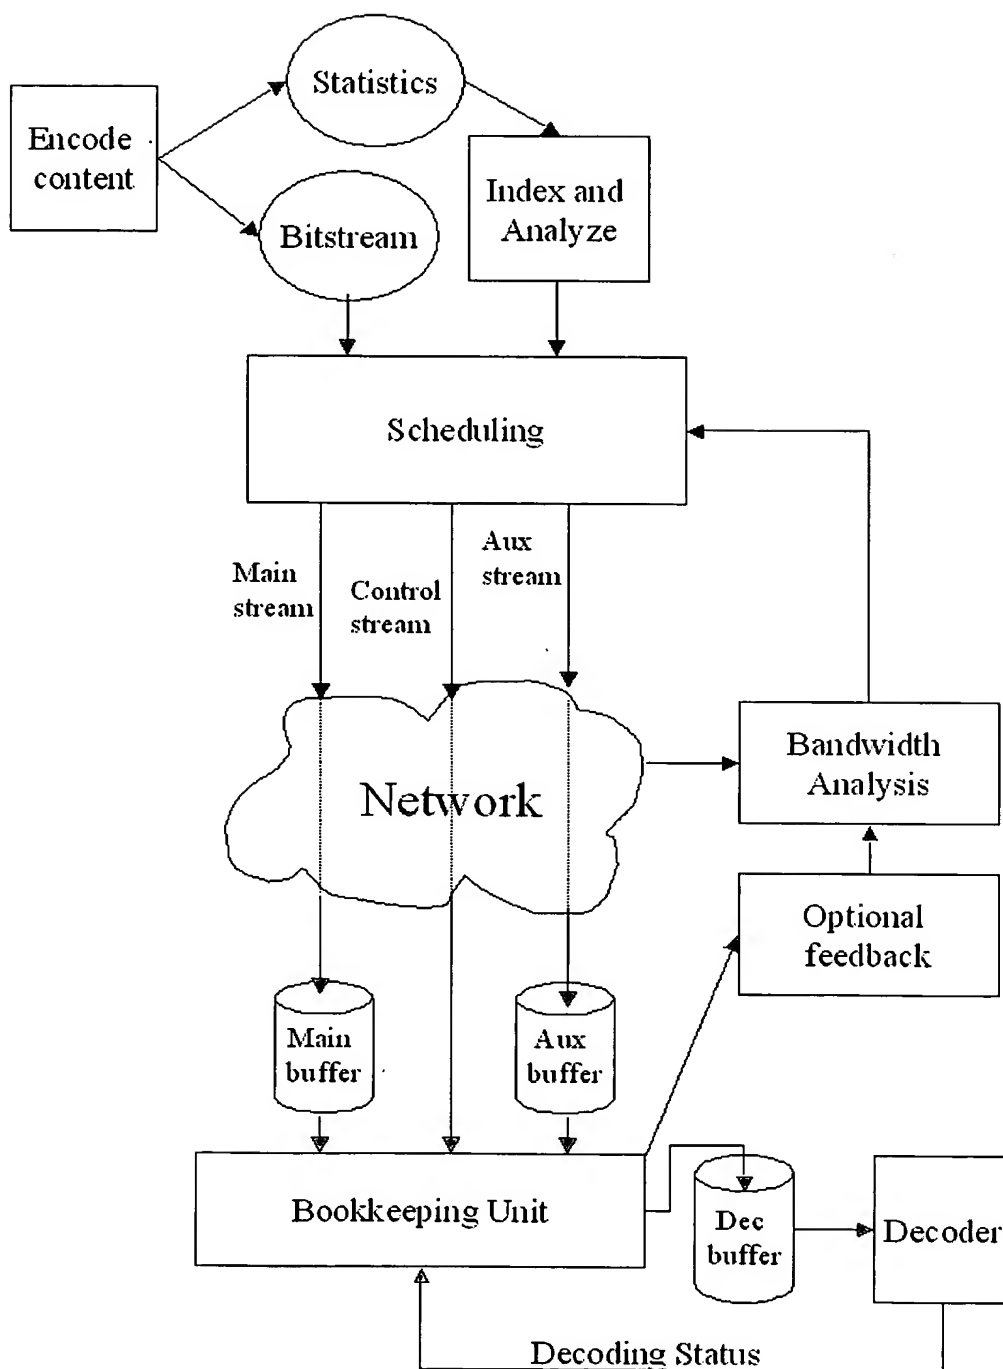 Statistics
Encode
content
Index and
Analyze
Bitstream
Scheduling
Main
stream
Control
stream
Aux
stream
Network
Bandwidth
Analysis
Optional
feedback
Main
buffer
Aux
buffer
Bookkeeping Unit
Dec
buffer
Decoder
Decoding Status